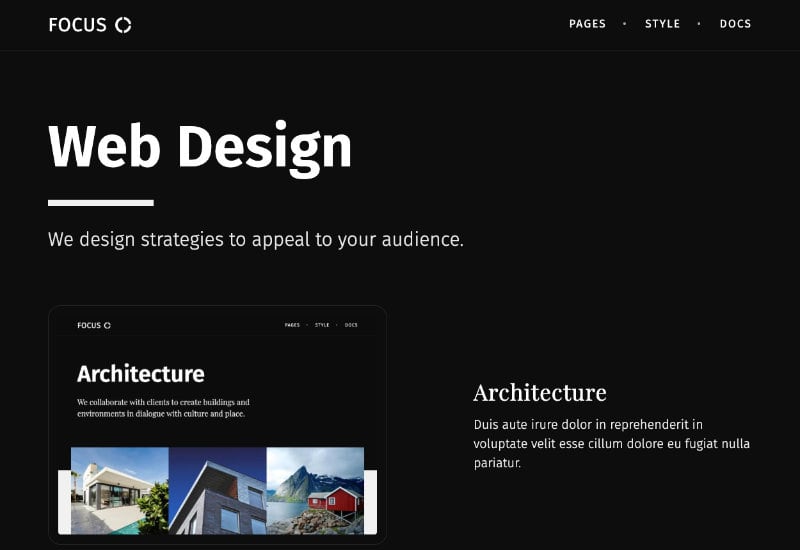 FOCUS
PAGES • STYLE • DOCS
Web Design
We design strategies to appeal to your audience.
FOCUS
PAGES • STYLE • DOCS
Architecture
We collaborate with clients to create buildings and
environments in dialogue with culture and place.
Architecture
Duis aute irure dolor in reprehenderit in
voluptate velit esse cillum dolore eu fugiat nulla
pariatur.